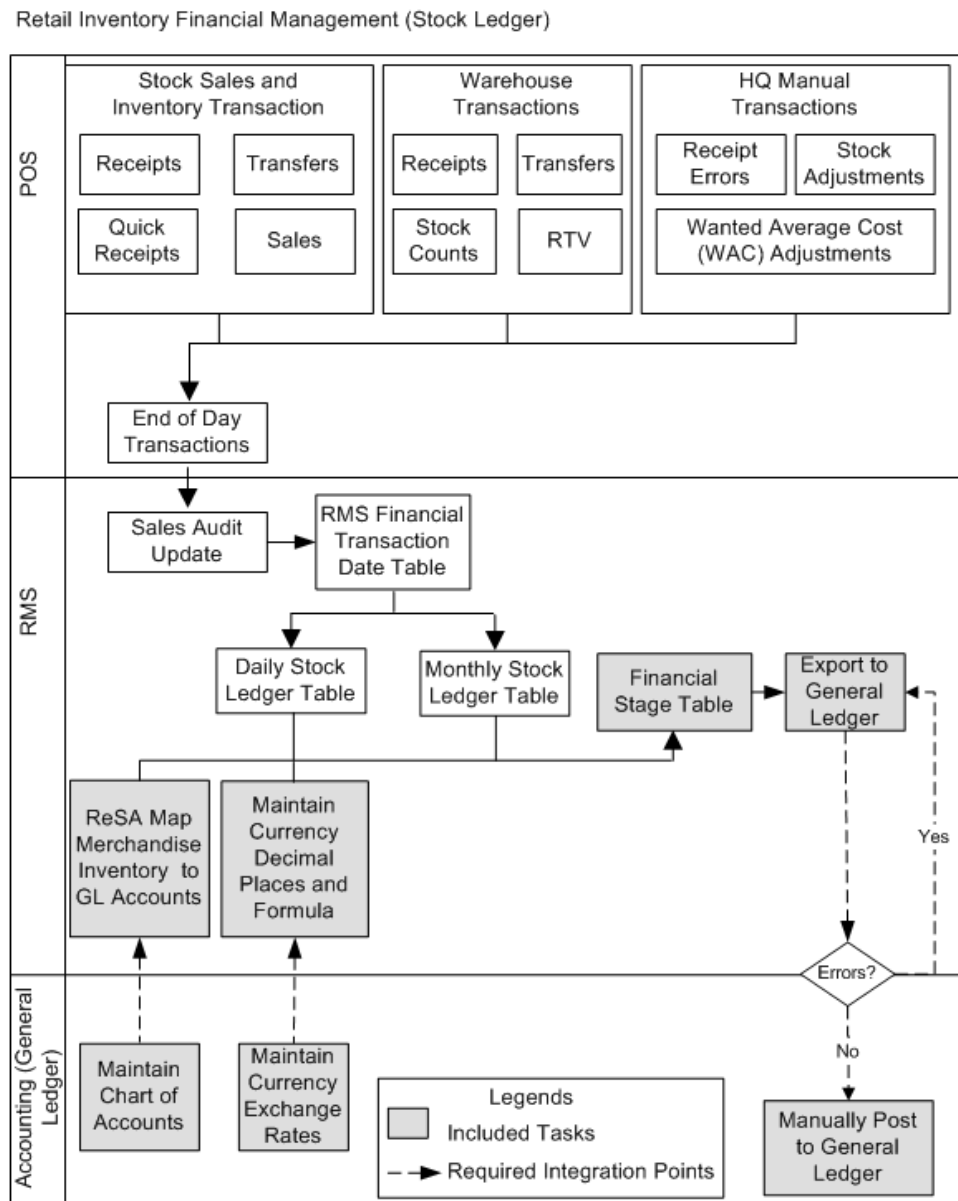 Retail Inventory Financial Management (Stock Ledger)
POS
Stock Sales and
Inventory Transaction
Receipts
Transfers
Quick
Receipts
Sales
Warehouse
Transactions
Receipts
Transfers
Stock
Counts
RTV
HQ Manual
Transactions
Receipt
Errors
Stock
Adjustments
Wanted Average Cost
(WAC) Adjustments
End of Day
Transactions
RMS
Sales Audit
Update
RMS Financial
Transaction
Date Table
Daily Stock
Ledger Table
Monthly Stock
Ledger Table
Financial
Stage Table
Export to
General
Ledger
ReSA Map
Merchandise
Inventory to
GL Accounts
Maintain
Currency
Decimal
Places and
Formula
Yes
Errors?
No
Accounting (General
Ledger)
Maintain
Chart of
Accounts
Maintain
Currency
Exchange
Rates
Legends
Included Tasks
Required Integration Points
Manually Post
to General
Ledger